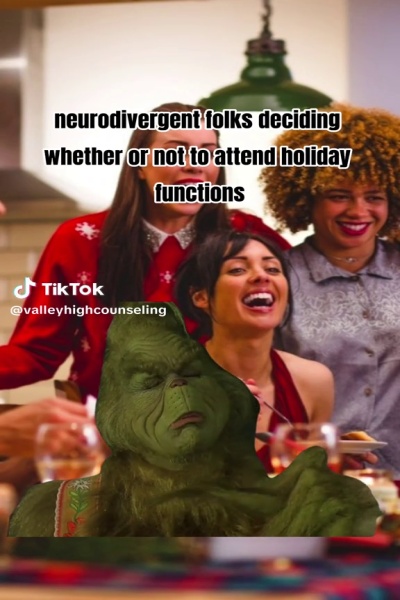 neurodivergent folks deciding
whether or not to attend holiday
functions
TikTok
@valleyhighcounseling